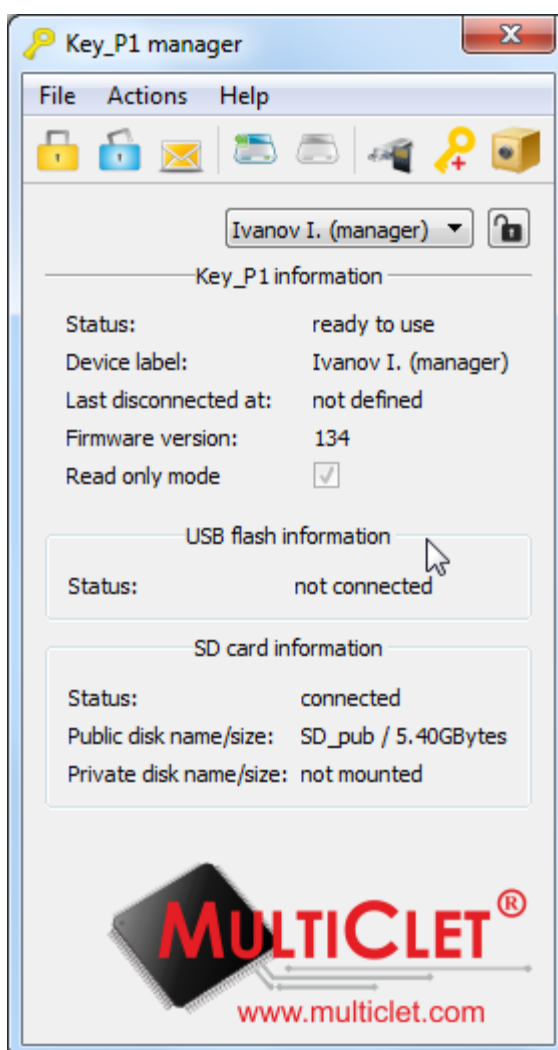 Key_P1 manager
File Actions Help
Ivanov I. (manager)
Key_P1 information
Status: ready to use
Device label: Ivanov I. (manager)
Last disconnected at: not defined
Firmware version: 134
Read only mode
USB flash information
Status: not connected
SD card information
Status: connected
Public disk name/size: SD_pub / 5.40GBytes
Private disk name/size: not mounted
MULTICLET®
www.multiclet.com